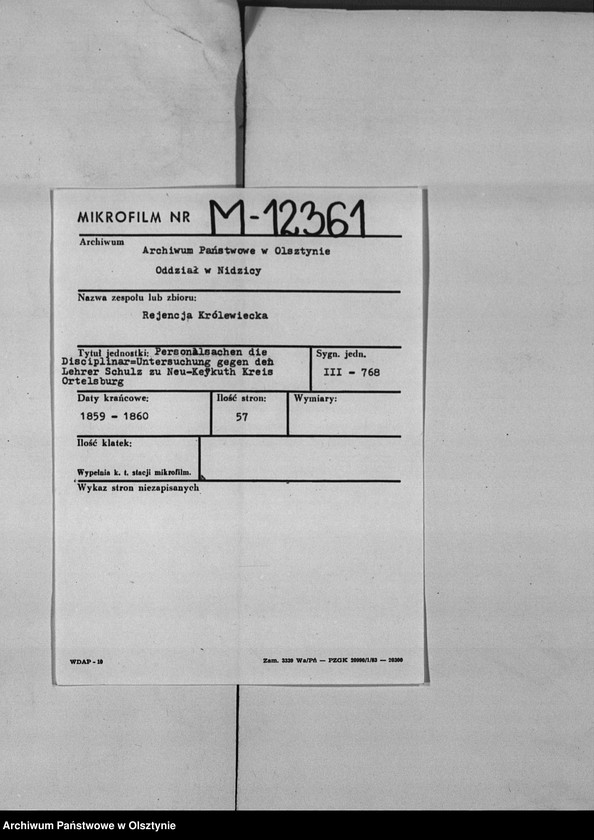 MIKROFILM NR M-12361
Archiwum
Archiwum Państwowe w Olsztynie
Oddział w Nidzicy
Nazwa zespołu lub zbioru:
Rejencja Królewiecka
Tytuł jednostki: Personalsachen die
Disciplinar=Untersuchung gegen den
Lehrer Schulz zu Neu-Keykuth Kreis
Ortelsburg
Sygn. jedn.
III - 768
Daty krańcowe:
1859 - 1860
Ilość stron:
57
Wymiary:
Ilość klatek:
Wypełnia k. t. stacji mikrofilm.
Wykaz stron niezapisanych
WDAP - 10
Zam. 3320 Wa/Pń — PZGK 20000/1/83 — 20300
Archiwum Państwowe w Olsztynie